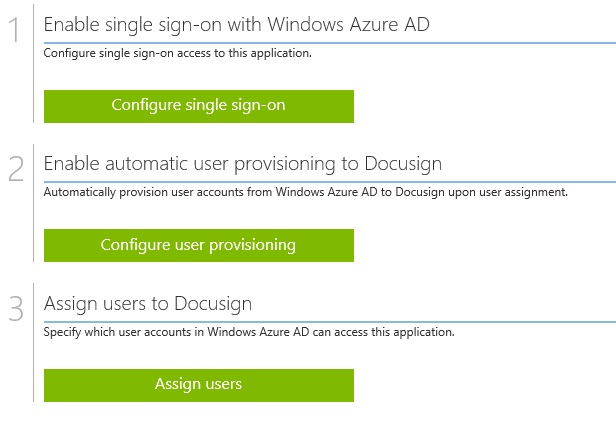 1
Enable single sign-on with Windows Azure AD
Configure single sign-on access to this application.
Configure single sign-on
2
Enable automatic user provisioning to Docusign
Automatically provision user accounts from Windows Azure AD to Docusign upon user assignment.
Configure user provisioning
3
Assign users to Docusign
Specify which user accounts in Windows Azure AD can access this application.
Assign users